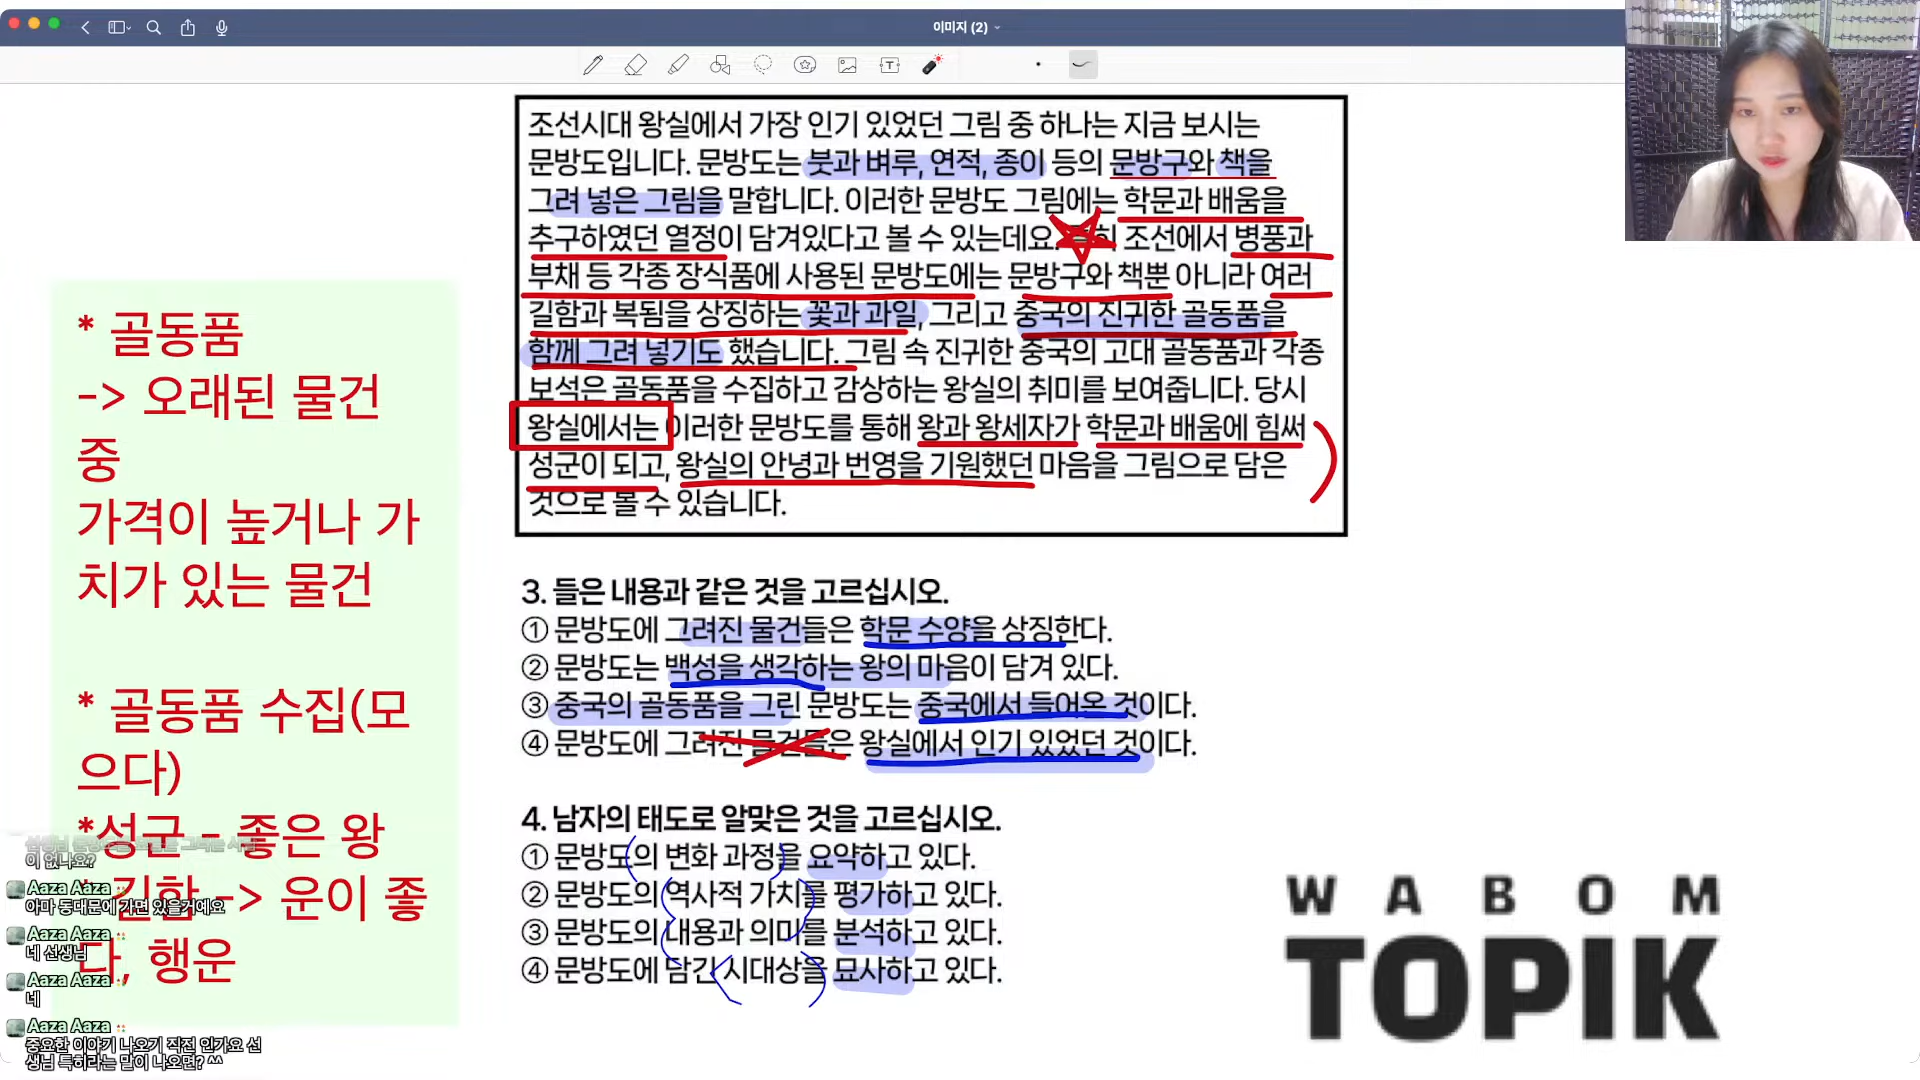 이미지 (2)
조선시대 왕실에서 가장 인기 있었던 그림 중 하나는 지금 보시는
문방도입니다. 문방도는 붓과 벼루, 연적, 종이 등의 문방구와 책을
그려 넣은 그림을 말합니다. 이러한 문방도 그림에는 학문과 배움을
추구하였던 열정이 담겨있다고 볼 수 있는데요. 조선에서 병풍과
부채 등 각종 장식품에 사용된 문방도에는 문방구와 책뿐 아니라 여러
길함과 복됨을 상징하는 꽃과 과일, 그리고 중국의 진귀한 골동품을
함께 그려 넣기도 했습니다. 그림 속 진귀한 중국의 고대 골동품과 각종
보석은 골동품을 수집하고 감상하는 왕실의 취미를 보여줍니다. 당시
왕실에서는 이러한 문방도를 통해 왕과 왕세자가 학문과 배움에 힘써
성군이 되고, 왕실의 안녕과 번영을 기원했던 마음을 그림으로 담은
것으로 볼 수 있습니다.
3. 들은 내용과 같은 것을 고르십시오.
① 문방도에 그려진 물건들은 학문 수양을 상징한다.
② 문방도는 백성을 생각하는 왕의 마음이 담겨 있다.
③ 중국의 골동품을 그린 문방도는 중국에서 들어온 것이다.
④ 문방도에 그려진 물건들은 왕실에서 인기 있었던 것이다.
4. 남자의 태도로 알맞은 것을 고르십시오.
① 문방도의 변화 과정을 요약하고 있다.
② 문방도의 역사적 가치를 평가하고 있다.
③ 문방도의 내용과 의미를 분석하고 있다.
④ 문방도에 담긴 시대상을 묘사하고 있다.
* 골동품
-> 오래된 물건
중
가격이 높거나 가
치가 있는 물건
* 골동품 수집(모
으다)
*성군 - 좋은 왕
길함 -> 운이 좋
다, 행운
이 없나요?
Aaza Aaza
아마 동대문에 가면 있을거예요
Aaza Aaza
네 선생님
Aaza Aaza
네
Aaza Aaza
중요한 이야기 나오기 직전 인가요 선
생님 특히라는 말이 나오면? ^^
WABOM
TOPIK